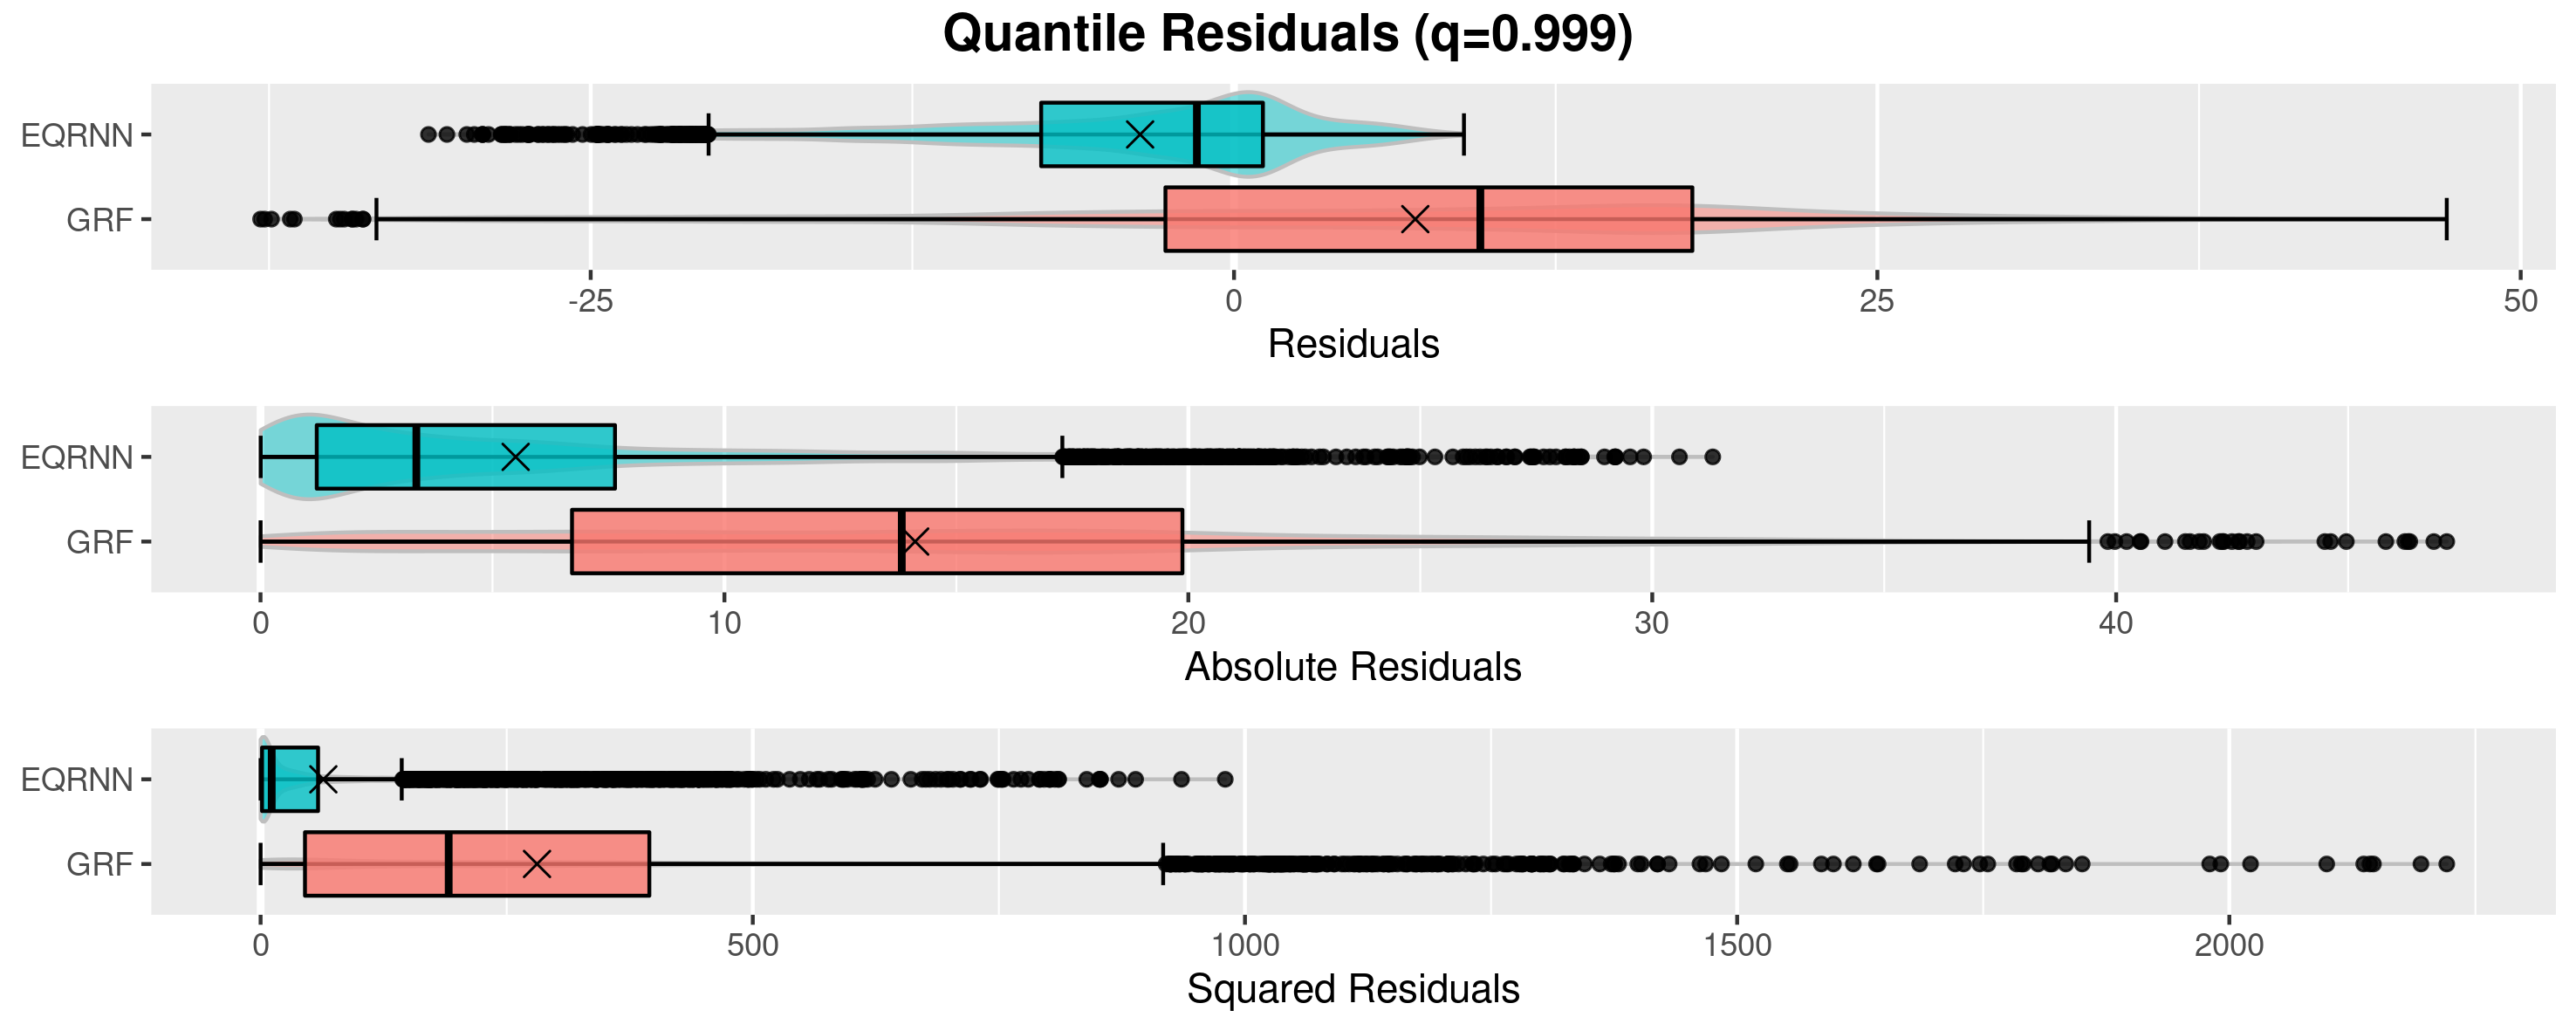 Quantile Residuals (q=0.999)
EQRNN
GRF
-25 0 25 50
Residuals
EQRNN
GRF
0 10 20 30 40
Absolute Residuals
EQRNN
GRF
0 500 1000 1500 2000
Squared Residuals